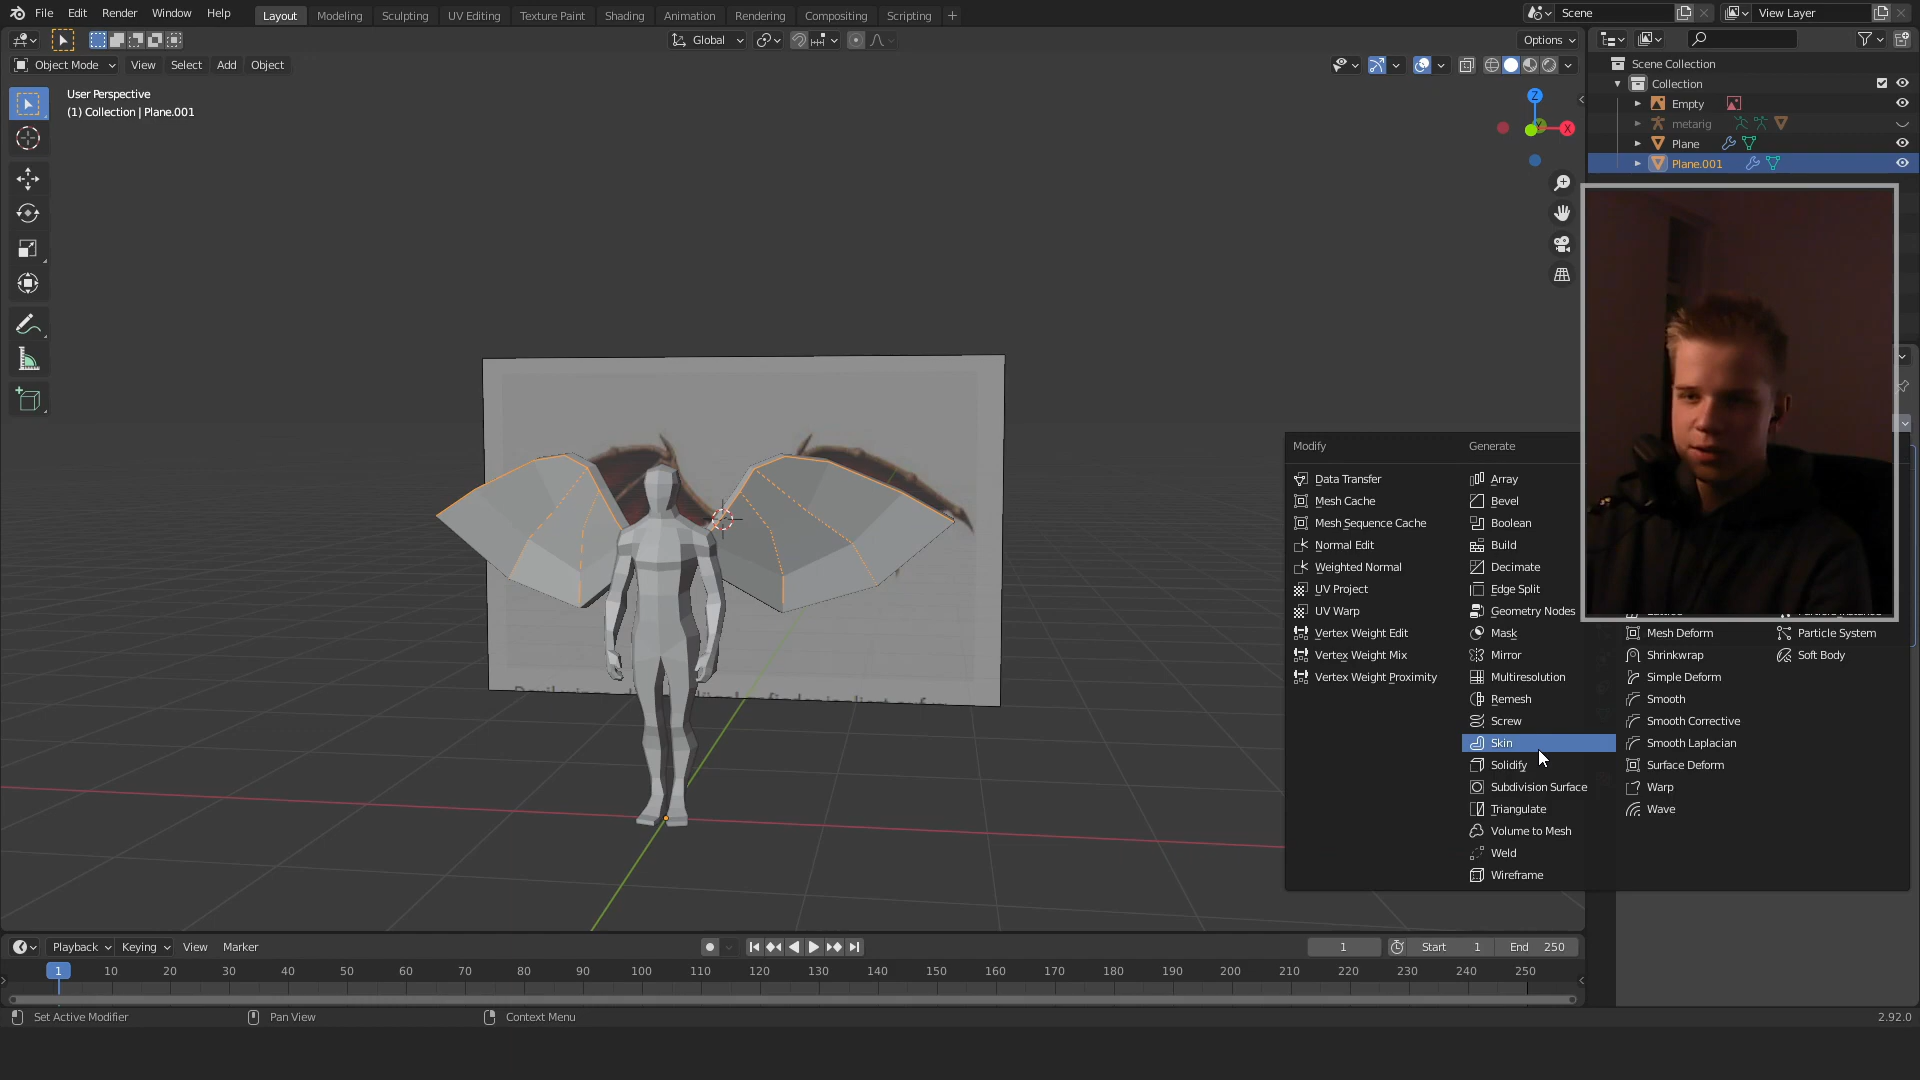 File Edit Render Window Help
Layout Modeling Sculpting UV Editing Texture Paint Shading Animation Rendering Compositing Scripting +
Scene View Layer
Global Options
Object Mode View Select Add Object
User Perspective
(1) Collection | Plane.001
Z
X
Scene Collection
Collection
Empty
metarig
Plane
Plane.001
Modify
Data Transfer
Mesh Cache
Mesh Sequence Cache
Normal Edit
Weighted Normal
UV Project
UV Warp
Vertex Weight Edit
Vertex Weight Mix
Vertex Weight Proximity
Generate
Array
Bevel
Boolean
Build
Decimate
Edge Split
Geometry Nodes
Mask
Mirror
Multiresolution
Remesh
Screw
Skin
Solidify
Subdivision Surface
Triangulate
Volume to Mesh
Weld
Wireframe
Mesh Deform
Shrinkwrap
Simple Deform
Smooth
Smooth Corrective
Smooth Laplacian
Surface Deform
Warp
Wave
Particle System
Soft Body
Playback Keying View Marker
1 Start 1 End 250
1 10 20 30 40 50 60 70 80 90 100 110 120 130 140 150 160 170 180 190 200 210 220 230 240 250
Set Active Modifier Pan View Context Menu 2.92.0